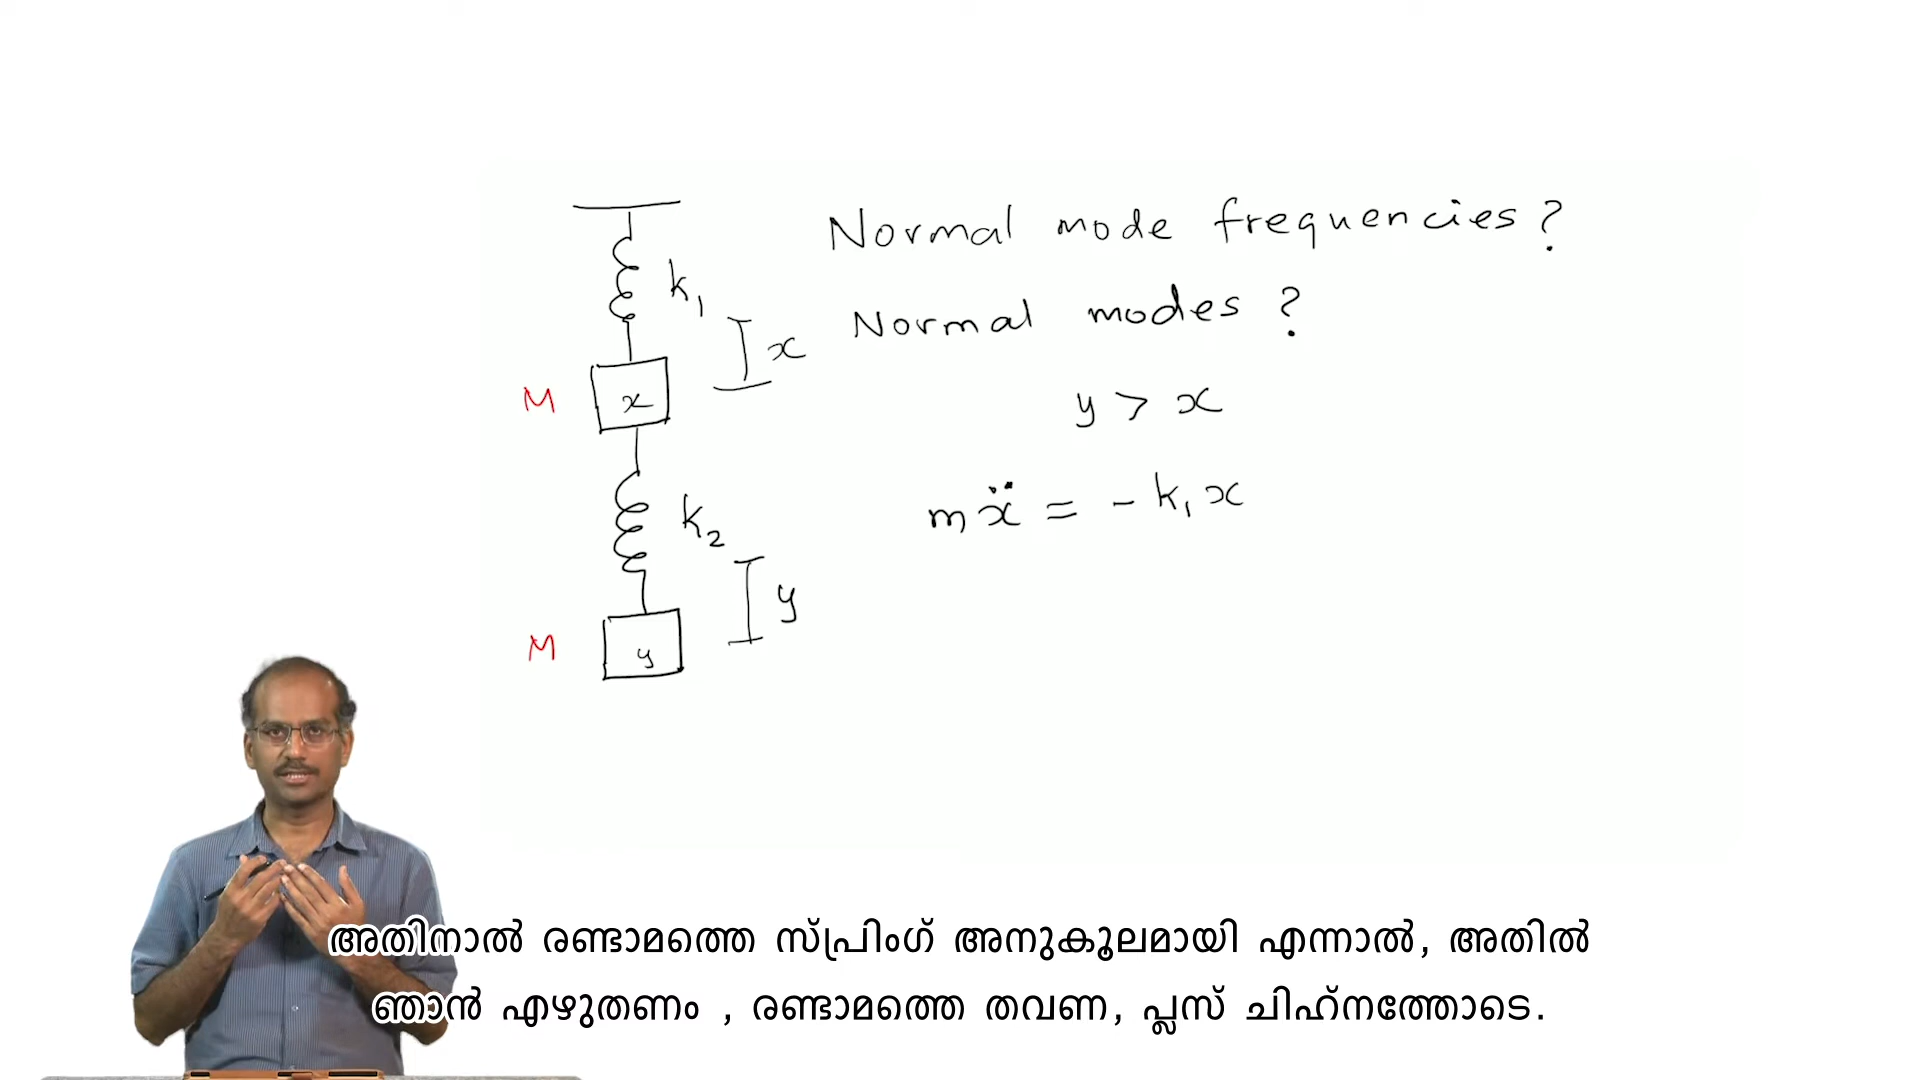 Normal mode frequencies?
k₁
x
Normal modes?
M
x
y > x
k₂
mẍ = - k₁x
y
M
y
അതിനാൽ രണ്ടാമത്തെ സ്പ്രിംഗ് അനുകൂലമായി എന്നാൽ, അതിൽ
ഞാൻ എഴുതണം , രണ്ടാമത്തെ തവണ, പ്ലസ് ചിഹ്നത്തോടെ.